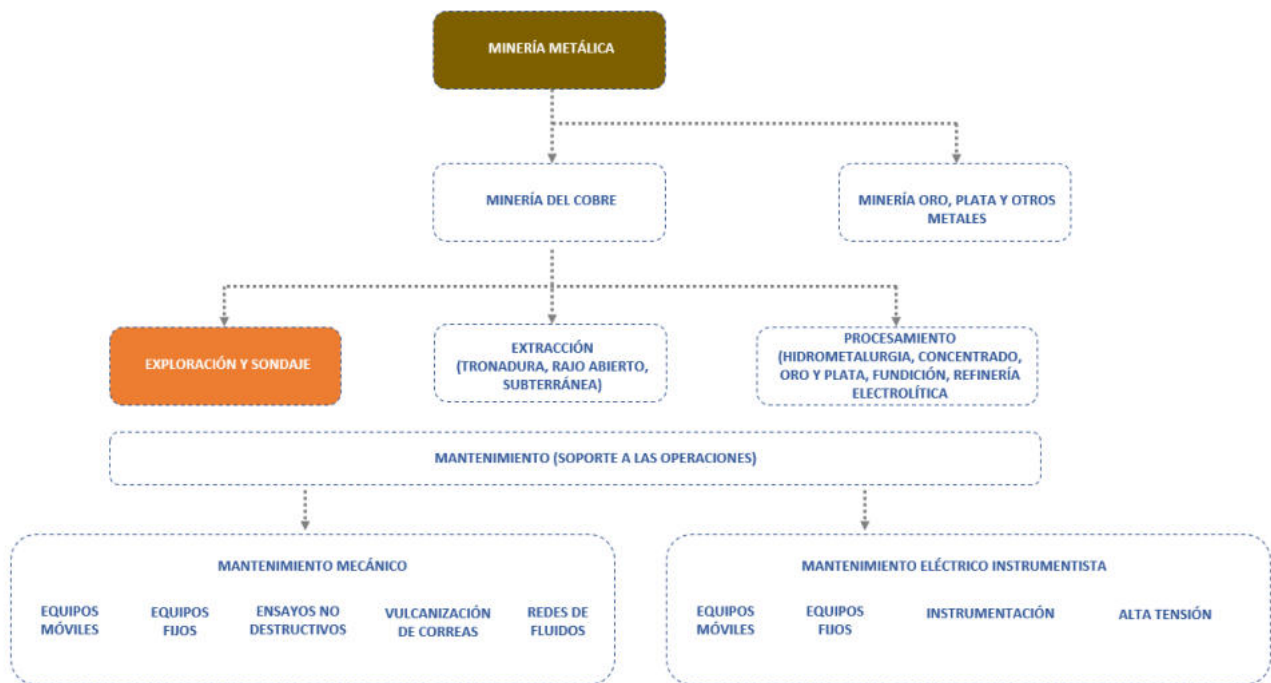 MINERÍA METÁLICA
MINERÍA DEL COBRE
MINERÍA ORO, PLATA Y OTROS
METALES
EXPLORACIÓN Y SONDAJE
EXTRACCIÓN
(TRONADURA, RAJO ABIERTO,
SUBTERRÁNEA)
PROCESAMIENTO
(HIDROMETALURGIA, CONCENTRADO,
ORO Y PLATA, FUNDICIÓN, REFINERÍA
ELECTROLÍTICA
MANTENIMIENTO (SOPORTE A LAS OPERACIONES)
MANTENIMIENTO MECÁNICO
EQUIPOS
MÓVILES
EQUIPOS
FIJOS
ENSAYOS NO
DESTRUCTIVOS
VULCANIZACIÓN
DE CORREAS
REDES DE
FLUIDOS
MANTENIMIENTO ELÉCTRICO INSTRUMENTISTA
EQUIPOS
MÓVILES
EQUIPOS
FIJOS
INSTRUMENTACIÓN
ALTA TENSIÓN